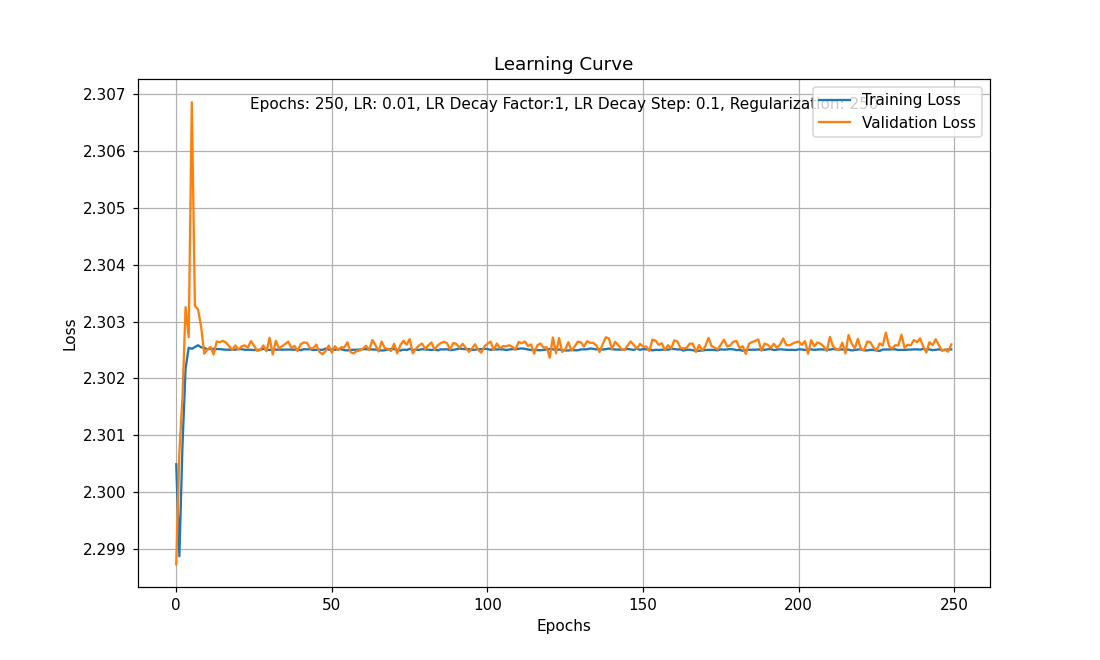 Learning Curve
Epochs: 250, LR: 0.01, LR Decay Factor:1, LR Decay Step: 0.1, Regularization: 250
Training Loss
Validation Loss
2.307
2.306
2.305
2.304
2.303
2.302
2.301
2.300
2.299
Loss
0 50 100 150 200 250
Epochs